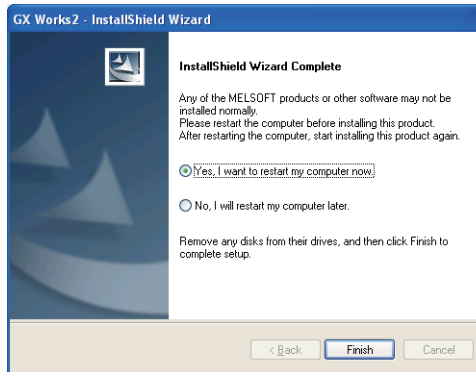 GX Works2 - InstallShield Wizard
InstallShield Wizard Complete
Any of the MELSOFT products or other software may not be
installed normally.
Please restart the computer before installing this product.
After restarting the computer, start installing this product again.
Yes, I want to restart my computer now.
No, I will restart my computer later.
Remove any disks from their drives, and then click Finish to
complete setup.
< Back
Finish
Cancel